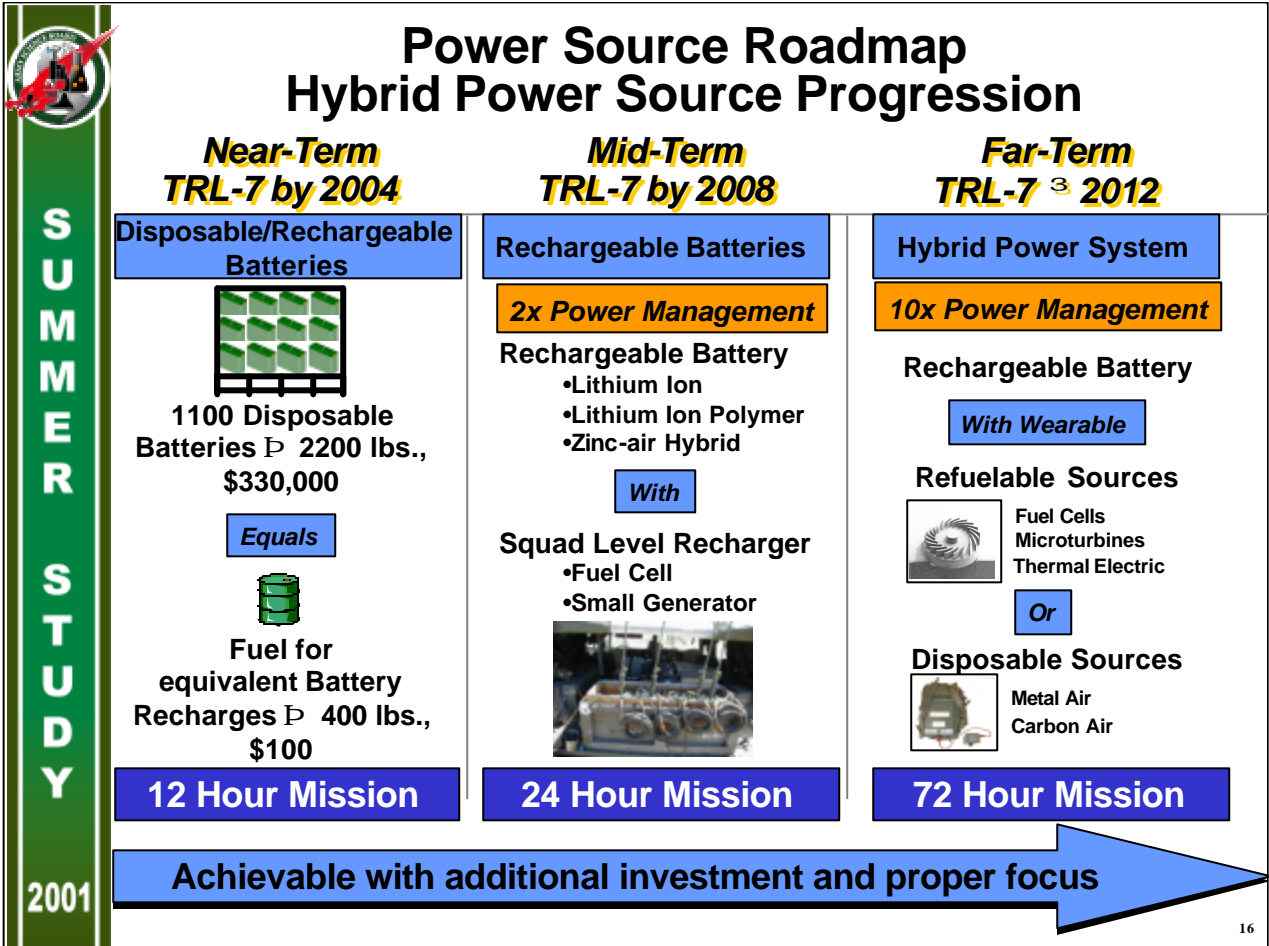 Power Source Roadmap
Hybrid Power Source Progression
Near-Term
TRL-7 by 2004
Mid-Term
TRL-7 by 2008
Far-Term
TRL-7 3 2012
SUMMER STUDY
2001
Disposable/Rechargeable
Batteries
1100 Disposable
Batteries Þ 2200 lbs.,
$330,000
Equals
Fuel for
equivalent Battery
Recharges Þ 400 lbs.,
$100
12 Hour Mission
Rechargeable Batteries
2x Power Management
Rechargeable Battery
•Lithium Ion
•Lithium Ion Polymer
•Zinc-air Hybrid
With
Squad Level Recharger
•Fuel Cell
•Small Generator
24 Hour Mission
Hybrid Power System
10x Power Management
Rechargeable Battery
With Wearable
Refuelable Sources
Fuel Cells
Microturbines
Thermal Electric
Or
Disposable Sources
Metal Air
Carbon Air
72 Hour Mission
Achievable with additional investment and proper focus
16